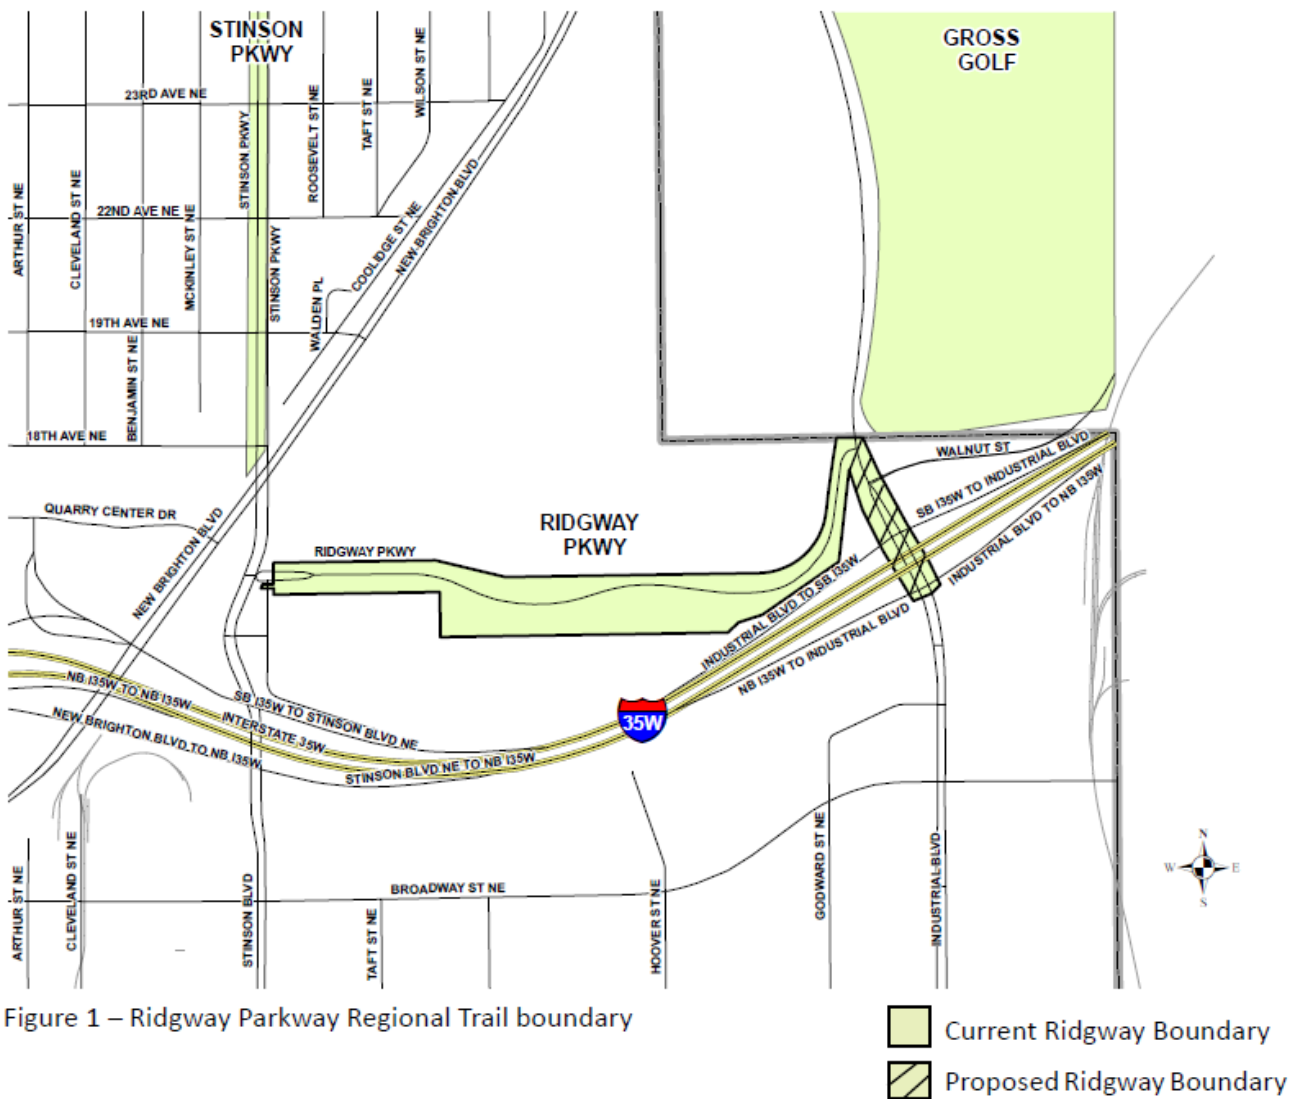 STINSON
PKWY
GROSS
GOLF
WILSON ST NE
23RD AVE NE
ROOSEVELT ST NE
TAFT ST NE
STINSON PKWY
ARTHUR ST NE
CLEVELAND ST NE
22ND AVE NE
MCKINLEY ST NE
COOLIDGE ST NE
NEW BRIGHTON BLVD
STINSON PKWY
WALDEN PL
19TH AVE NE
BENJAMIN ST NE
18TH AVE NE
WALNUT ST
SB I35W TO INDUSTRIAL BLVD
INDUSTRIAL BLVD TO NB I35W
QUARRY CENTER DR
NEW BRIGHTON BLVD
RIDGWAY
PKWY
RIDGWAY PKWY
INDUSTRIAL BLVD TO SB I35W
NB I35W TO INDUSTRIAL BLVD
NB I35W TO NB I35W
SB I35W TO STINSON BLVD NE
INTERSTATE 35W
NEW BRIGHTON BLVD TO NB I35W
STINSON BLVD NE TO NB I35W
35W
ARTHUR ST NE
CLEVELAND ST NE
STINSON BLVD
TAFT ST NE
BROADWAY ST NE
HOOVER ST NE
GODWARD ST NE
INDUSTRIAL BLVD
N
W
E
S
Figure 1 – Ridgway Parkway Regional Trail boundary
Current Ridgway Boundary
Proposed Ridgway Boundary